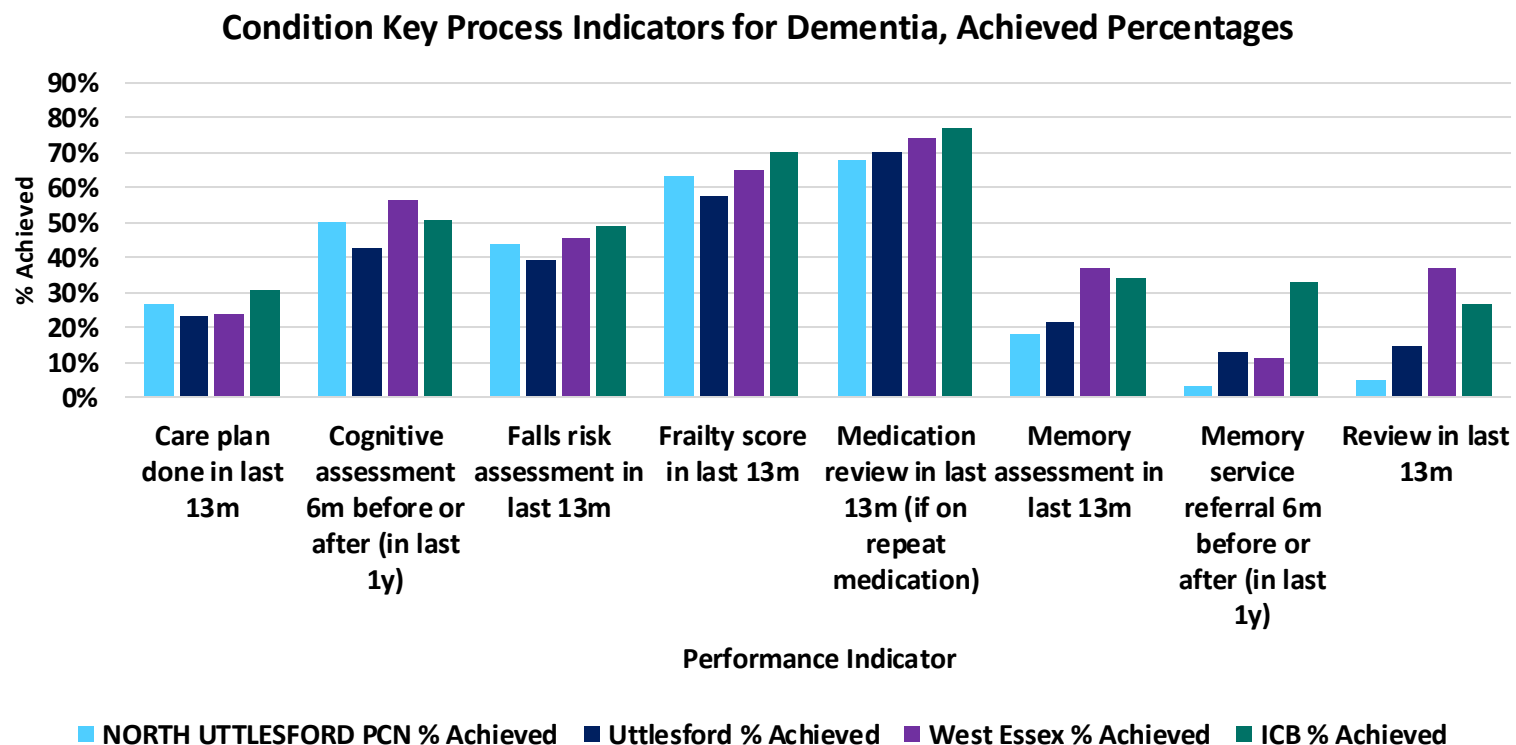 Condition Key Process Indicators for Dementia, Achieved Percentages
90%
80%
70%
60%
50%
40%
30%
20%
10%
0%
% Achieved
Care plan
done in last
13m
Cognitive
assessment
6m before or
after (in last
1y)
Falls risk
assessment in
last 13m
Frailty score
in last 13m
Medication
review in last
13m (if on
repeat
medication)
Memory
assessment in
last 13m
Memory
service
referral 6m
before or
after (in last
1y)
Review in last
13m
Performance Indicator
NORTH UTTLESFORD PCN % Achieved
Uttlesford % Achieved
West Essex % Achieved
ICB % Achieved